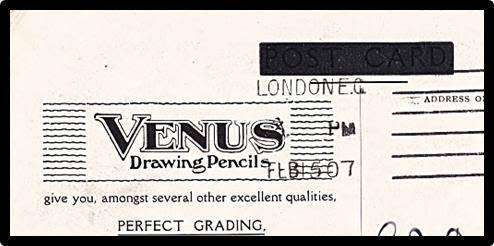 POST CARD
LONDON E.C.
ADDRESS O
VENUS
PM
Drawing Pencils
FEB 15 07
give you, amongst several other excellent qualities,
PERFECT GRADING,